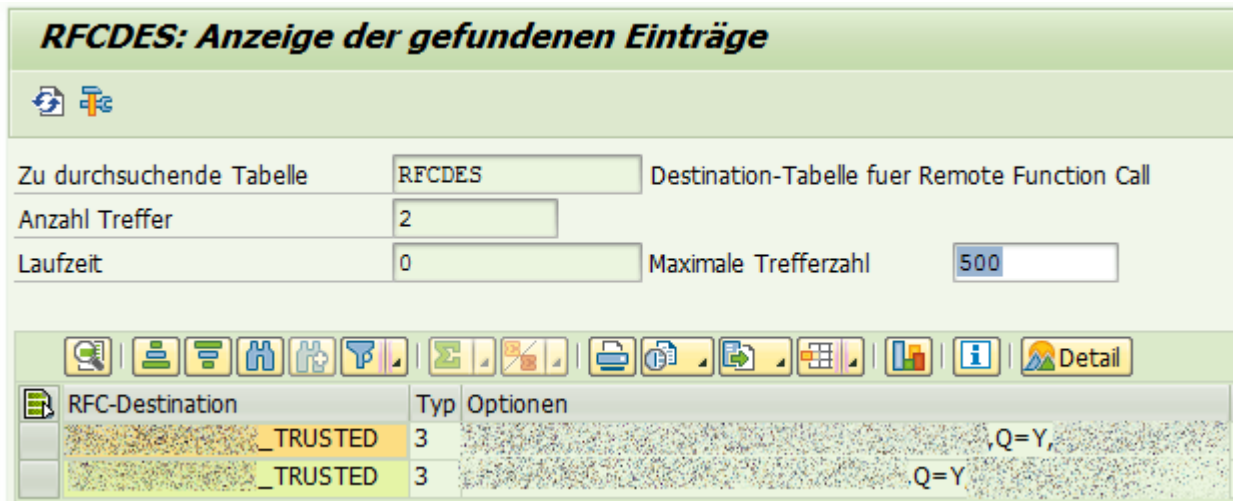 RFCDES: Anzeige der gefundenen Einträge
Zu durchsuchende Tabelle RFCDES Destination-Tabelle fuer Remote Function Call
Anzahl Treffer 2
Laufzeit 0 Maximale Trefferzahl 500
Detail
RFC-Destination Typ Optionen
_TRUSTED 3 ,Q=Y,
_TRUSTED 3 Q=Y